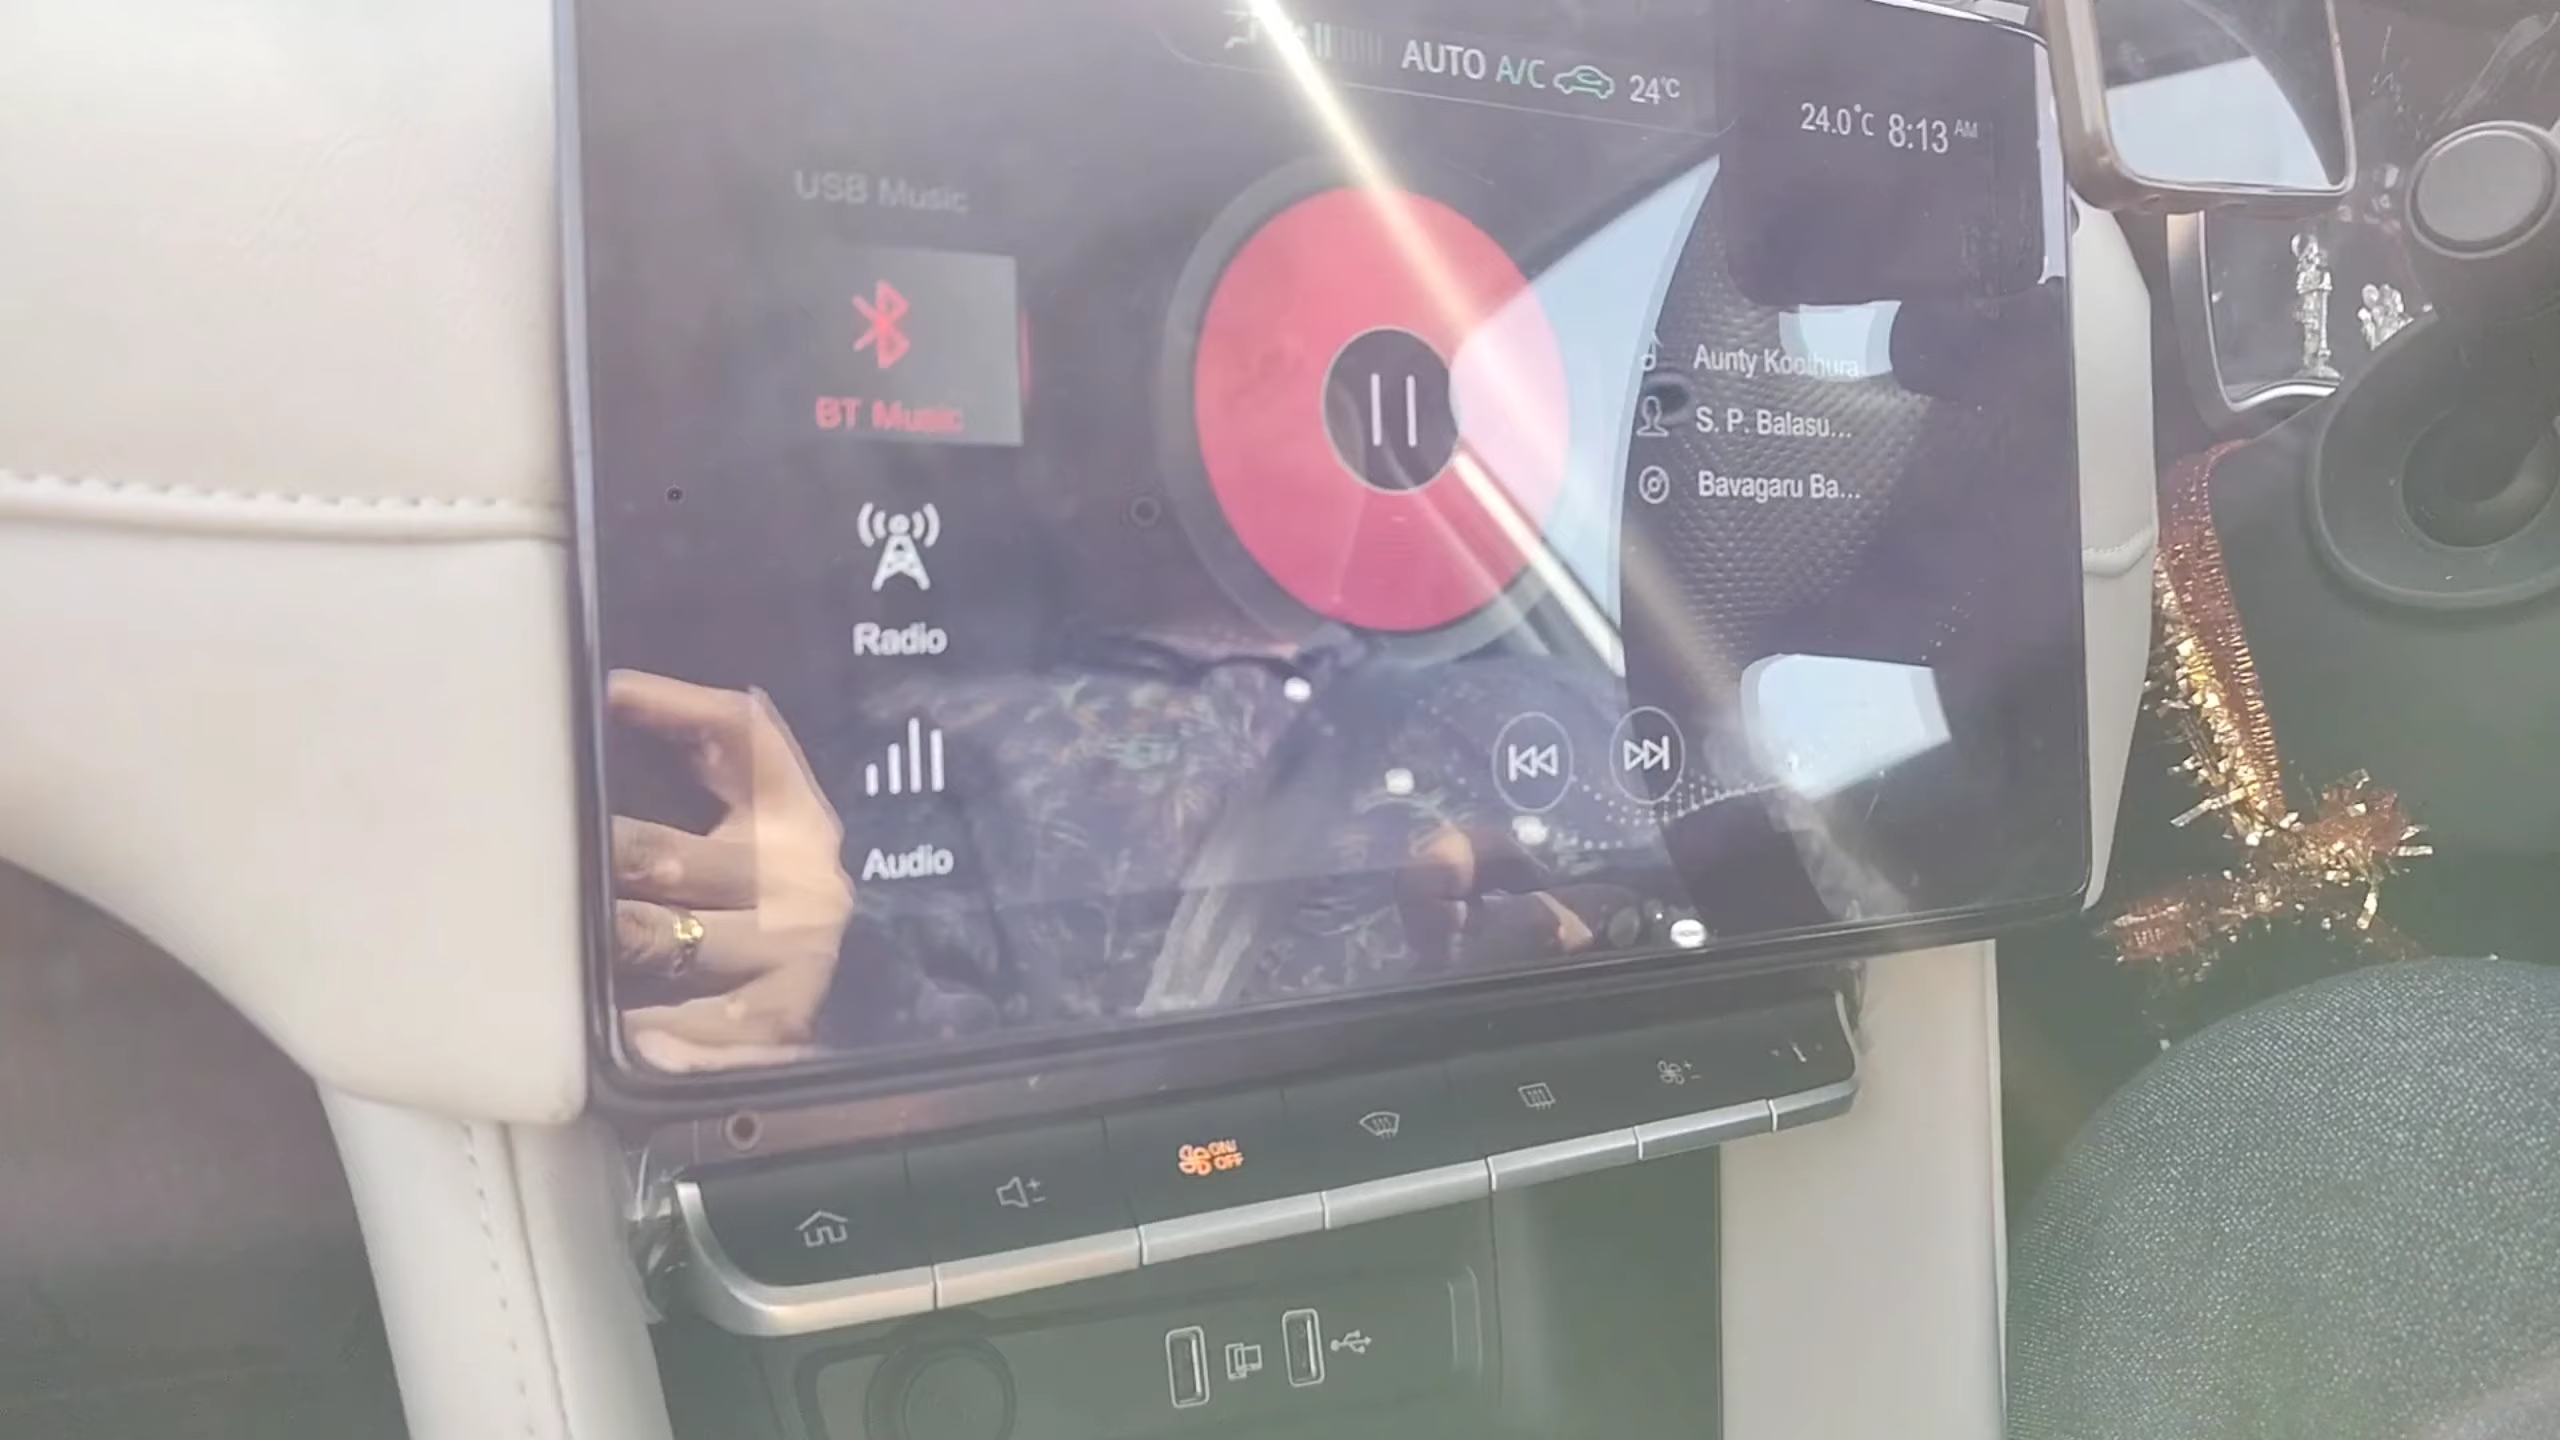 AUTO A/C 24°C
24.0°C 8:13 AM
USB Music
BT Music
Aunty Koothura
S. P. Balasu...
Bavagaru Ba...
Radio
Audio
ON/
OFF